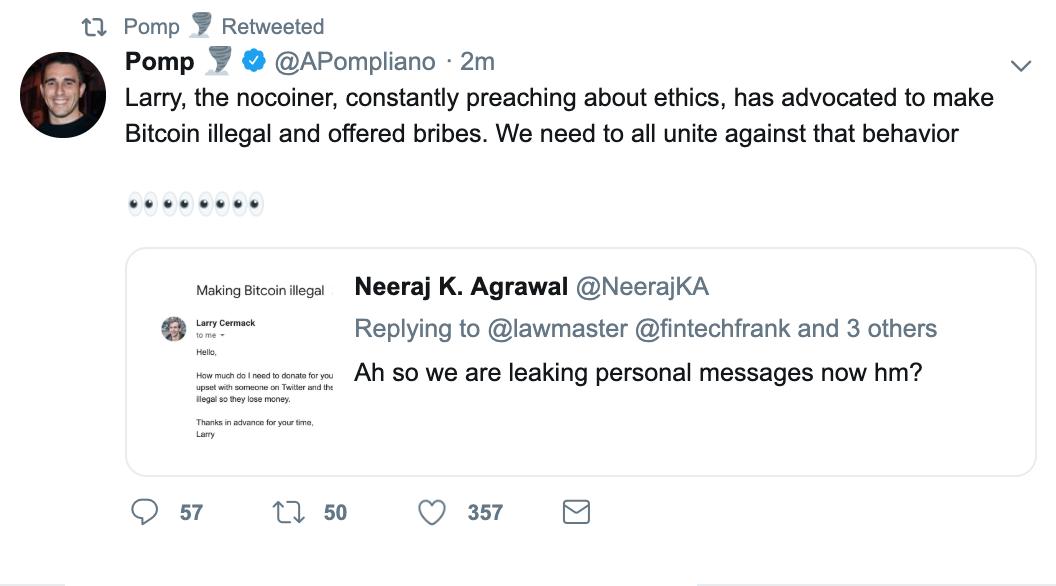 Pomp 🌪 Retweeted
Pomp 🌪 @APompliano · 2m
Larry, the nocoiner, constantly preaching about ethics, has advocated to make
Bitcoin illegal and offered bribes. We need to all unite against that behavior
👀👀👀👀
Making Bitcoin illegal
Larry Cermack
to me
Hello,
How much do I need to donate for you
upset with someone on Twitter and the
illegal so they lose money.
Thanks in advance for your time,
Larry
Neeraj K. Agrawal @NeerajKA
Replying to @lawmaster @fintechfrank and 3 others
Ah so we are leaking personal messages now hm?
57 50 357